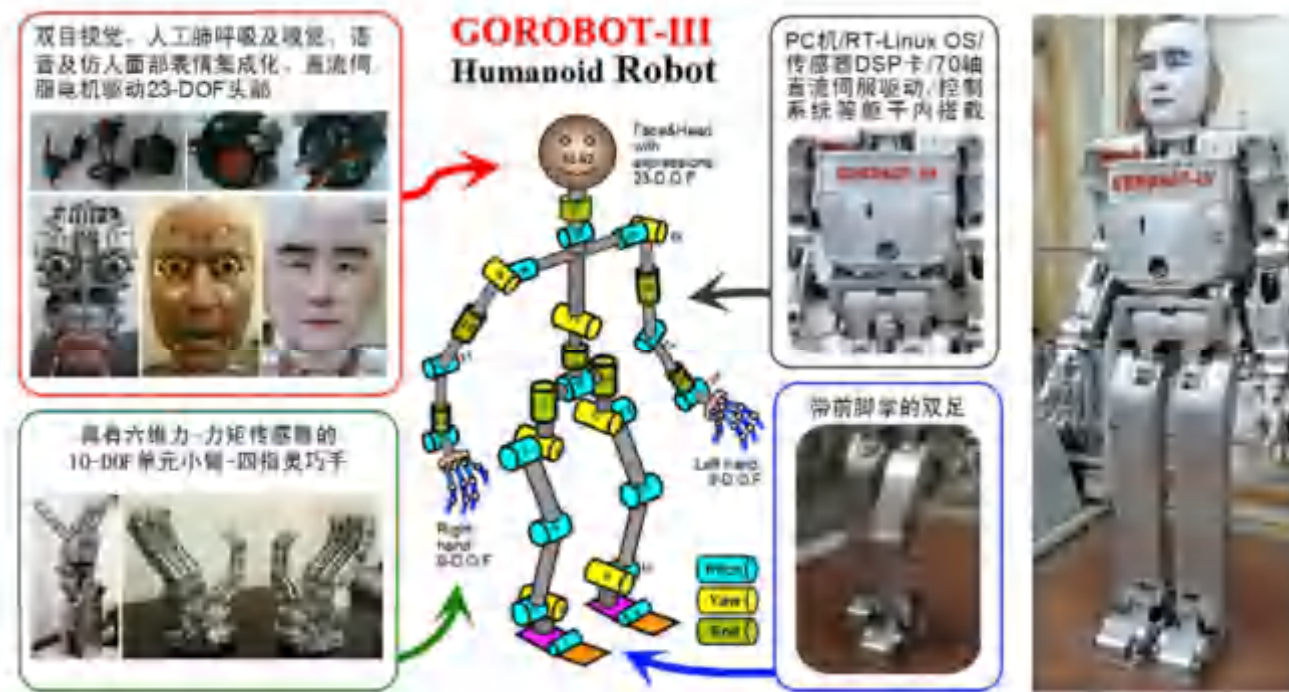 双目视觉、人工肺呼吸及嗅觉、语
音及仿人面部表情集成化、直流伺
服电机驱动23-DOF头部
GOROBOT-III
Humanoid Robot
Face&Head
with
expressions
23-D.O.F
PC机/RT-Linux OS/
传感器DSP卡/70轴
直流伺服驱动/控制
系统等躯干内搭载
GOROBOT-III
具有六维力-力矩传感器的
10-DOF单元小臂-四指灵巧手
Right
hand
9-D.O.F
Left hand
9-D.O.F
带前脚掌的双足
Pitch
Yaw